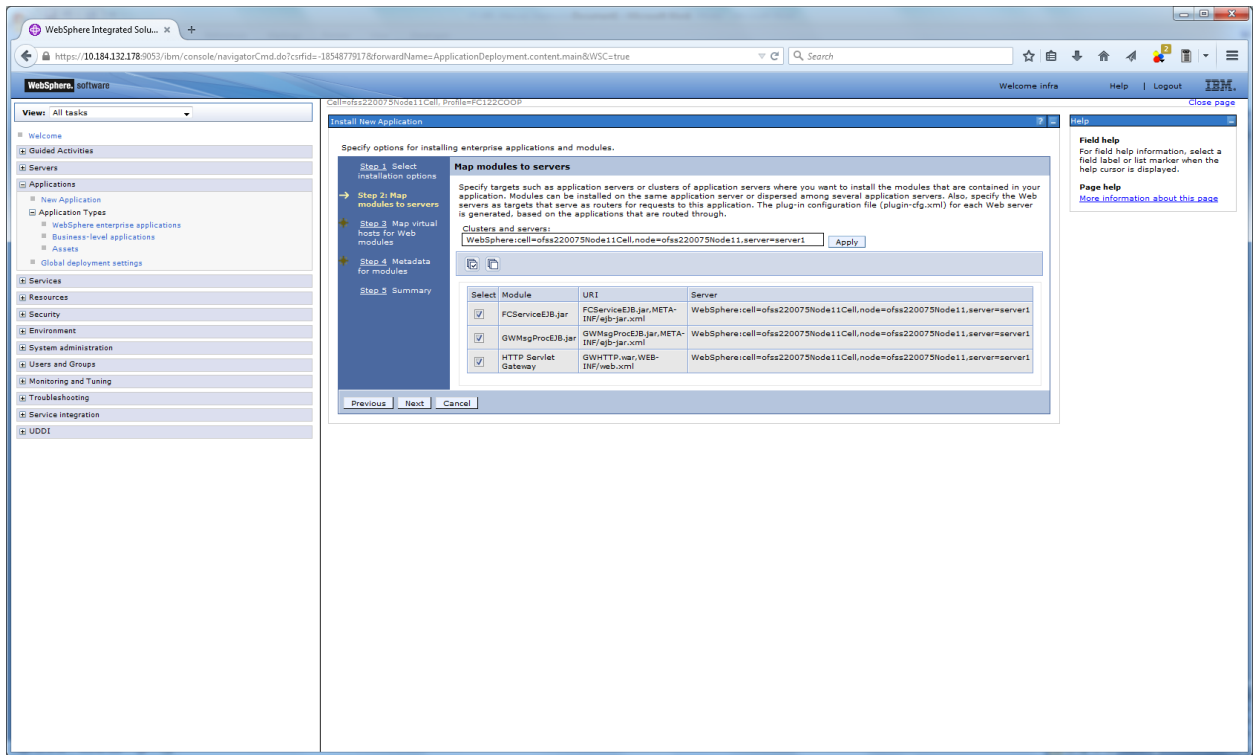 WebSphere Integrated Solu... × +
https://10.184.132.178:9053/ibm/console/navigatorCmd.do?csrfid=-1854877917&forwardName=ApplicationDeployment.content.main&WSC=true
Search
2
WebSphere. software
Welcome infra
Help | Logout
IBM.
View: All tasks
Welcome
Guided Activities
Servers
Applications
New Application
Application Types
WebSphere enterprise applications
Business-level applications
Assets
Global deployment settings
Services
Resources
Security
Environment
System administration
Users and Groups
Monitoring and Tuning
Troubleshooting
Service integration
UDDI
Cell=ofss220075Node11Cell, Profile=FC122COOP
Close page
Install New Application
? –
Specify options for installing enterprise applications and modules.
Step 1 Select
installation options
Step 2: Map
modules to servers
Step 3 Map virtual
hosts for Web
modules
Step 4 Metadata
for modules
Step 5 Summary
Map modules to servers
Specify targets such as application servers or clusters of application servers where you want to install the modules that are contained in your
application. Modules can be installed on the same application server or dispersed among several application servers. Also, specify the Web
servers as targets that serve as routers for requests to this application. The plug-in configuration file (plugin-cfg.xml) for each Web server
is generated, based on the applications that are routed through.
Clusters and servers:
WebSphere:cell=ofss220075Node11Cell,node=ofss220075Node11,server=server1
Apply
Select Module URI Server
FCServiceEJB.jar FCServiceEJB.jar,META-
INF/ejb-jar.xml WebSphere:cell=ofss220075Node11Cell,node=ofss220075Node11,server=server1
GWMsgProcEJB.jar GWMsgProcEJB.jar,META-
INF/ejb-jar.xml WebSphere:cell=ofss220075Node11Cell,node=ofss220075Node11,server=server1
HTTP Servlet
Gateway GWHTTP.war,WEB-
INF/web.xml WebSphere:cell=ofss220075Node11Cell,node=ofss220075Node11,server=server1
Previous Next Cancel
Help
Field help
For field help information, select a
field label or list marker when the
help cursor is displayed.
Page help
More information about this page